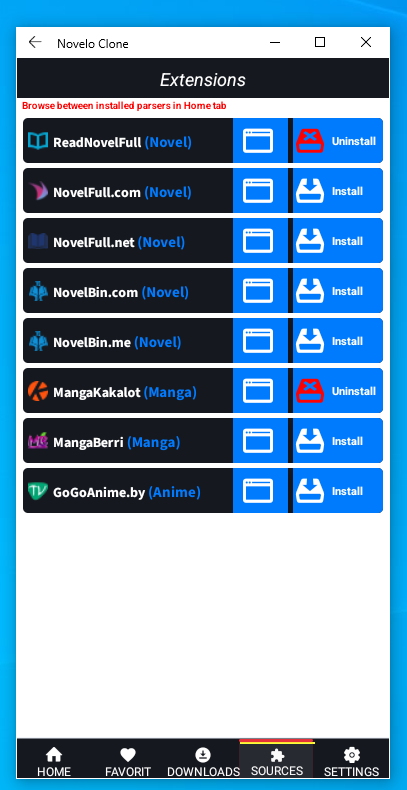 Novelo Clone
Extensions
Browse between installed parsers in Home tab
ReadNovelFull (Novel) Uninstall
NovelFull.com (Novel) Install
NovelFull.net (Novel) Install
NovelBin.com (Novel) Install
NovelBin.me (Novel) Install
MangaKakalot (Manga) Uninstall
MangaBerri (Manga) Install
TV GoGoAnime.by (Anime) Install
HOME FAVORIT DOWNLOADS SOURCES SETTINGS